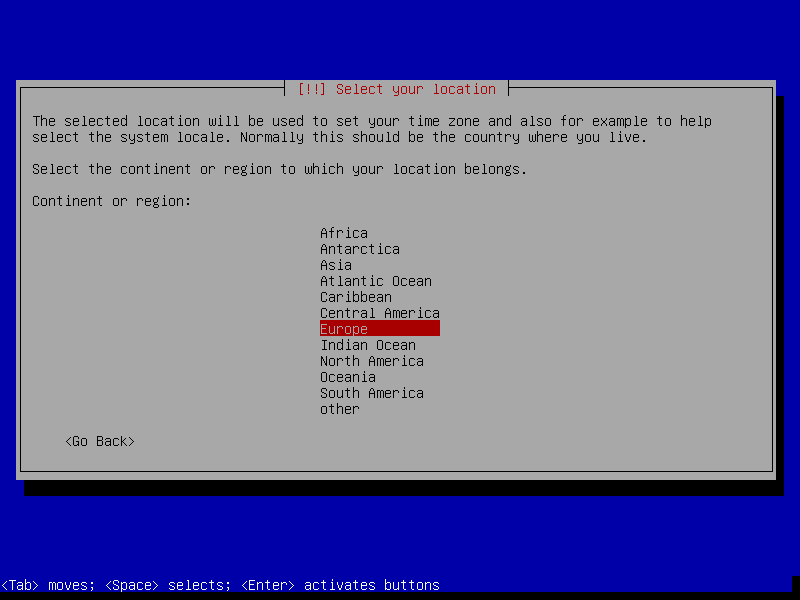 [!!] Select your location
The selected location will be used to set your time zone and also for example to help
select the system locale. Normally this should be the country where you live.
Select the continent or region to which your location belongs.
Continent or region:
Africa
Antarctica
Asia
Atlantic Ocean
Caribbean
Central America
Europe
Indian Ocean
North America
Oceania
South America
other
<Go Back>
<Tab> moves; <Space> selects; <Enter> activates buttons